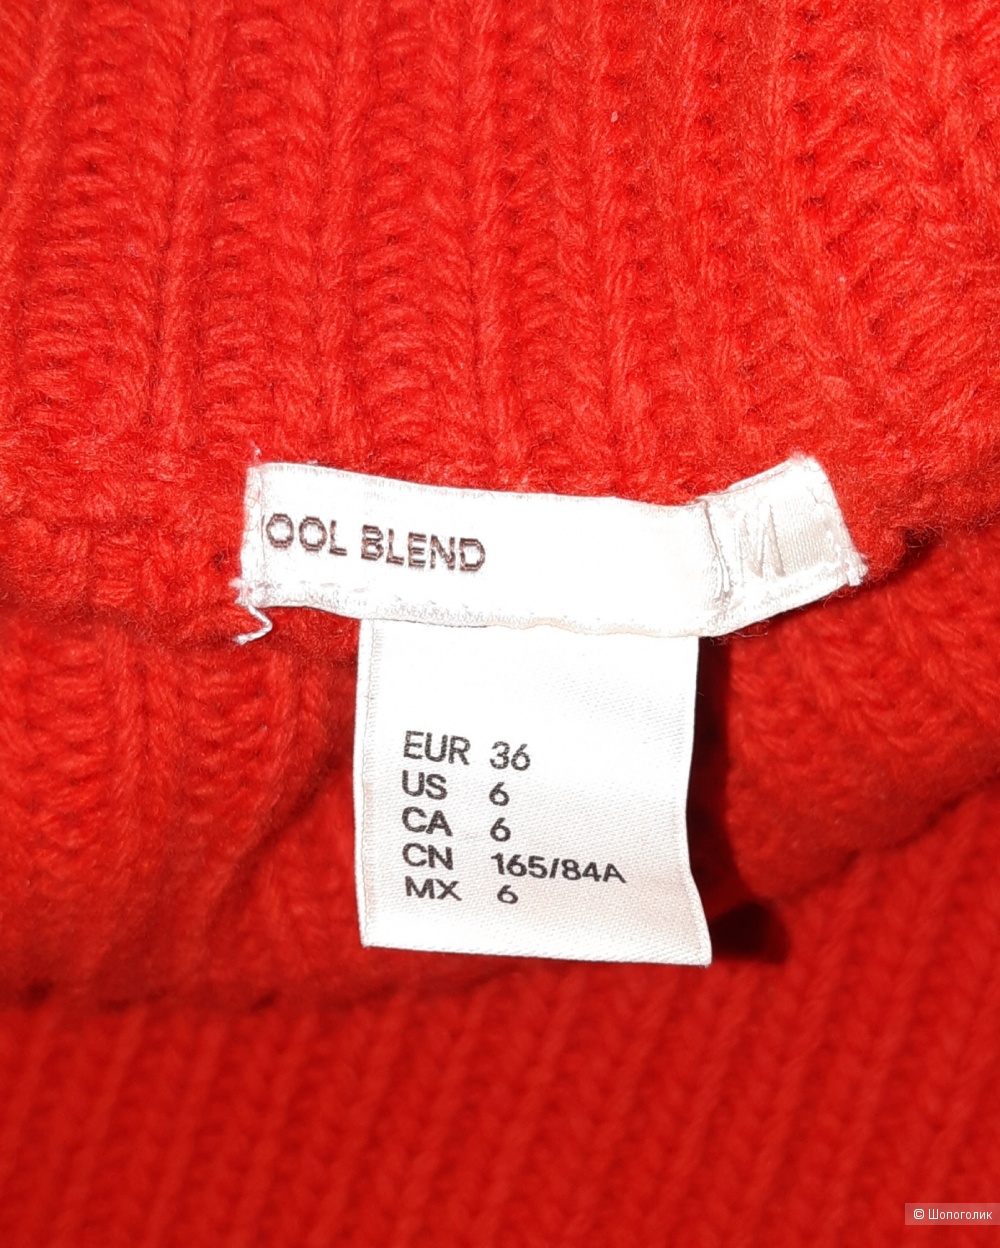 OOL BLEND
EUR 36
US 6
CA 6
CN 165/84A
MX 6
© Шопоголик